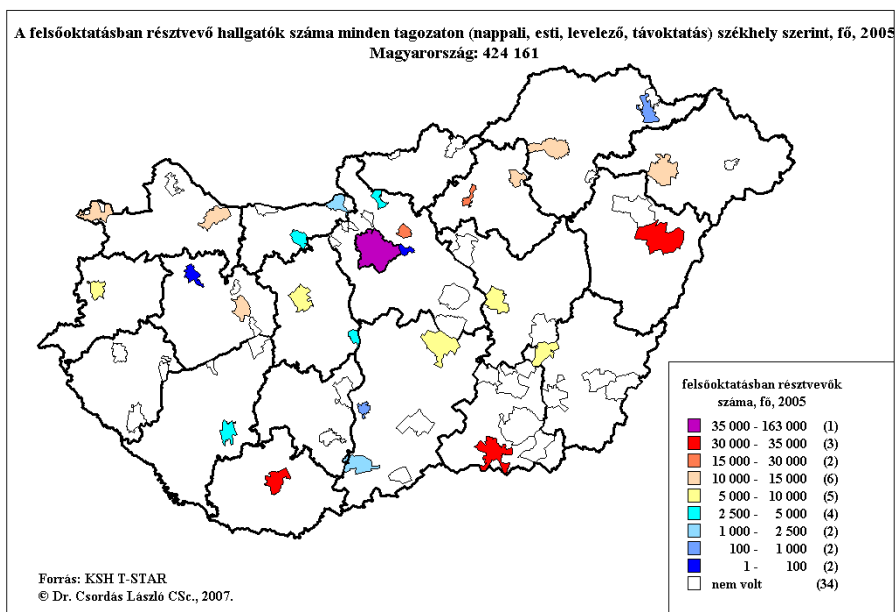 A felsőoktatásban résztvevő hallgatók száma minden tagozaton (nappali, esti, levelező, távoktatás) székhely szerint, fő, 2005
Magyarország: 424 161
felsőoktatásban résztvevők
száma, fő, 2005
35 000 - 163 000 (1)
30 000 - 35 000 (3)
15 000 - 30 000 (2)
10 000 - 15 000 (6)
5 000 - 10 000 (5)
2 500 - 5 000 (4)
1 000 - 2 500 (2)
100 - 1 000 (2)
1 - 100 (2)
nem volt (34)
Forrás: KSH T-STAR
© Dr. Csordás László CSc., 2007.